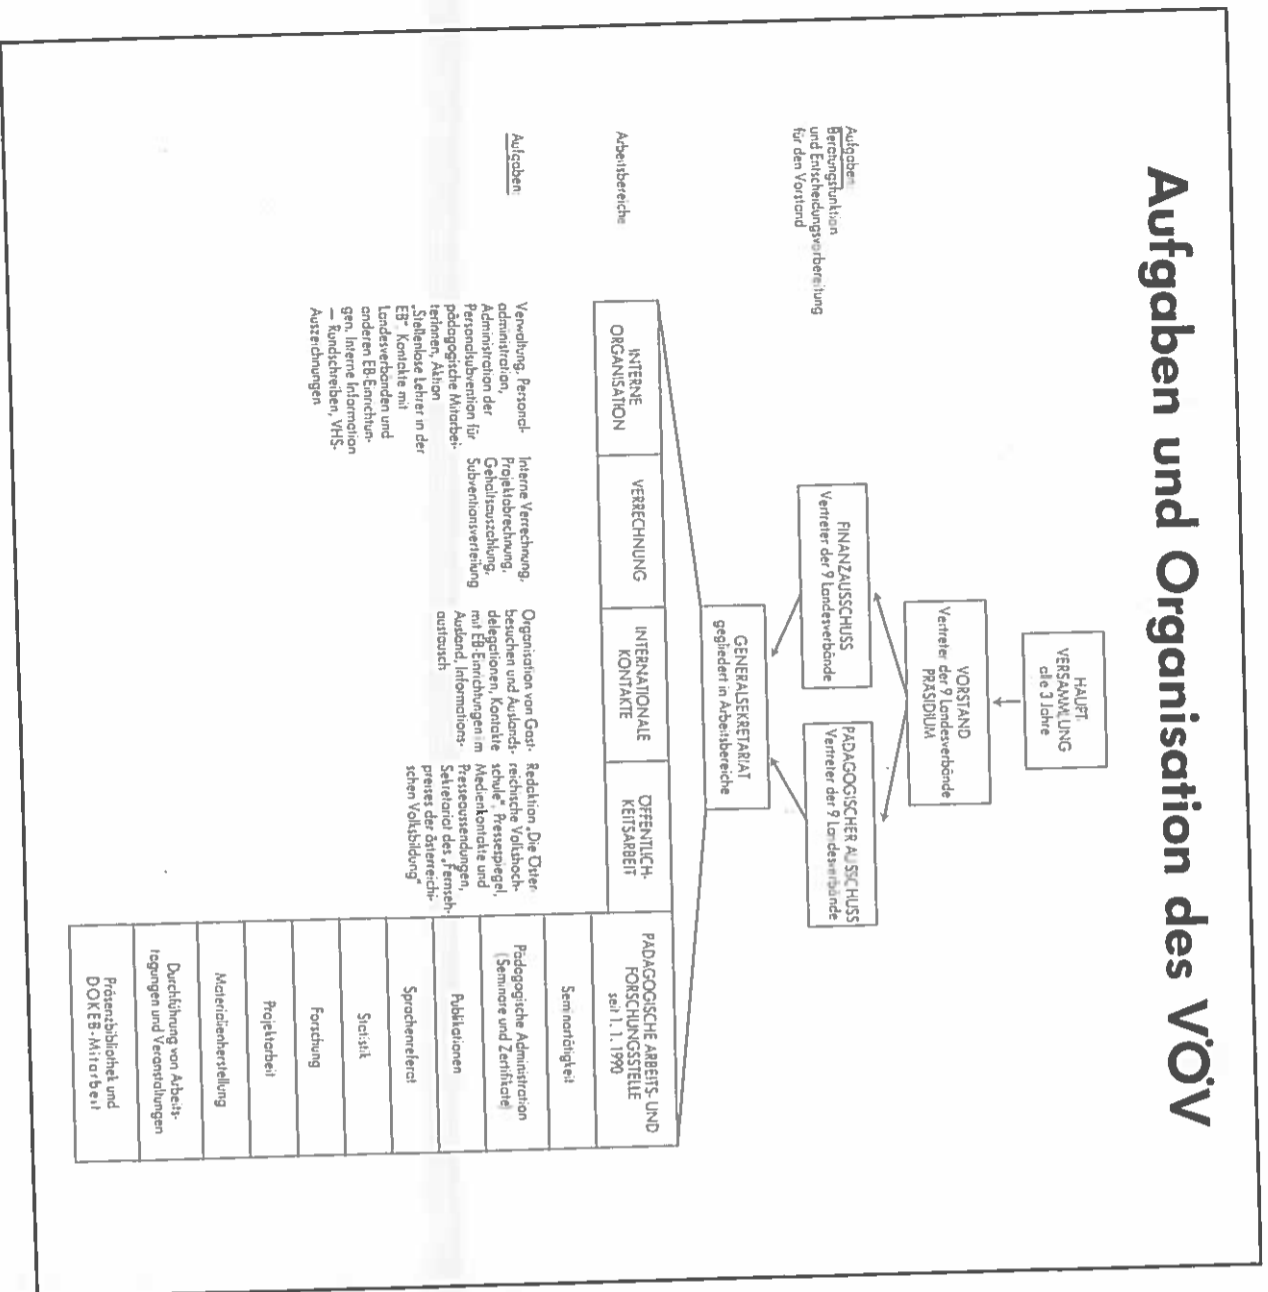 Aufgaben und Organisation des VÖV
HAUPT-
VERSAMMLUNG
alle 3 Jahre
VORSTAND
Vertreter der 9 Landesverbände
PRÄSIDIUM
Aufgaben:
Beratungsfunktion
und Entscheidungsvorbereitung
für den Vorstand
FINANZAUSSCHUSS
Vertreter der 9 Landesverbände
PÄDAGOGISCHER AUSSCHUSS
Vertreter der 9 Landesverbände
GENERALSEKRETARIAT
gegliedert in Arbeitsbereiche
Arbeitsbereiche
INTERNE
ORGANISATION
VERRECHNUNG
INTERNATIONALE
KONTAKTE
ÖFFENTLICH-
KEITSARBEIT
PÄDAGOGISCHE ARBEITS- UND
FORSCHUNGSSTELLE
seit 1. 1. 1990
Aufgaben:
Verwaltung, Personal-
administration,
Administration der
Personalsubvention für
pädagogische Mitarbei-
terinnen, Aktion
„Stellenlose Lehrer in der
EB“. Kontakte mit
Landesverbänden und
anderen EB-Einrichtun-
gen. Interne Information
— Rundschreiben, VHS-
Auszeichnungen
Interne Verrechnung,
Projektabrechnung,
Gehaltsauszahlung,
Subventionsverteilung
Organisation von Gast-
besuchen und Auslands-
delegationen, Kontakte
mit EB-Einrichtungen im
Ausland, Informations-
austausch
Redaktion „Die Öster-
reichische Volkshoch-
schule“, Pressespiegel,
Medienkontakte und
Presseaussendungen,
Sekretariat des „Fernseh-
preises der österreichi-
schen Volksbildung“
Seminartätigkeit
Pädagogische Administration
(Seminare und Zertifikate)
Publikationen
Sprachenreferat
Statistik
Forschung
Projektarbeit
Materialienherstellung
Durchführung von Arbeits-
tagungen und Veranstaltungen
Präsenzbibliothek und
DOKEB-Mitarbeit